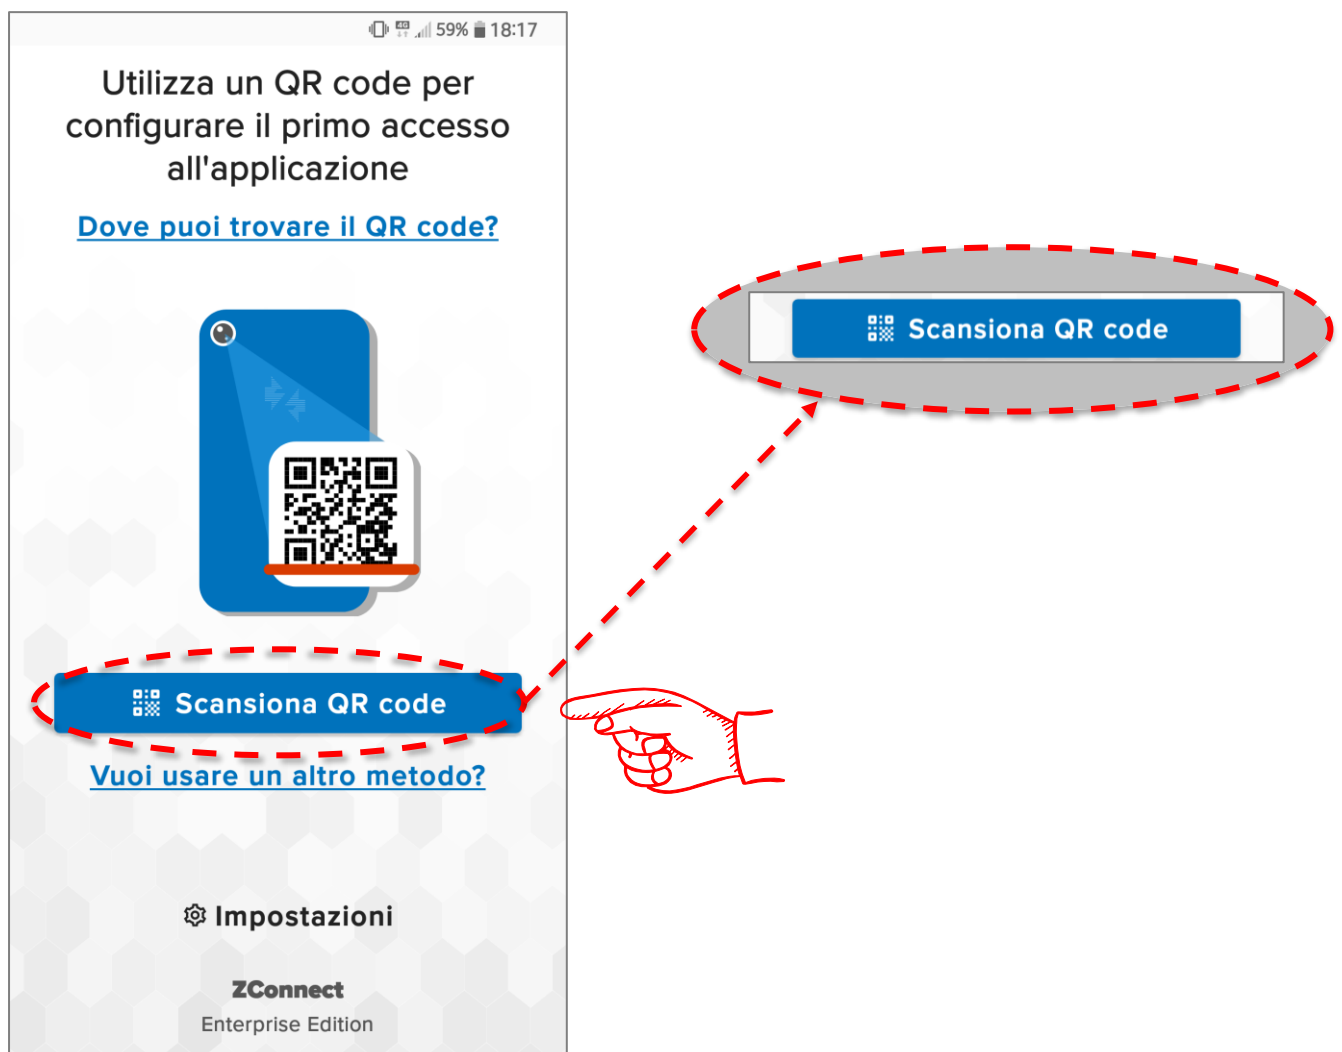 4G 59% 18:17
Utilizza un QR code per
configurare il primo accesso
all'applicazione
Dove puoi trovare il QR code?
Scansiona QR code
Scansiona QR code
Vuoi usare un altro metodo?
Impostazioni
ZConnect
Enterprise Edition